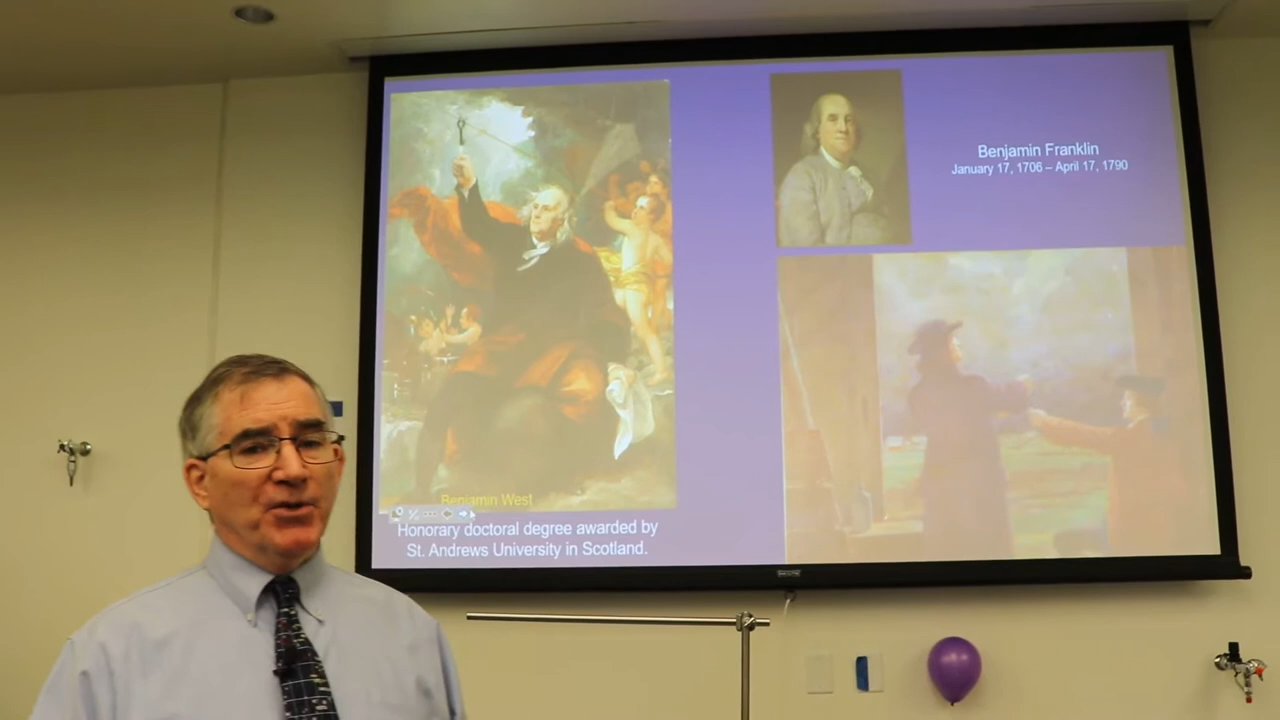 Benjamin Franklin
January 17, 1706 – April 17, 1790
Benjamin West
Honorary doctoral degree awarded by
St. Andrews University in Scotland.